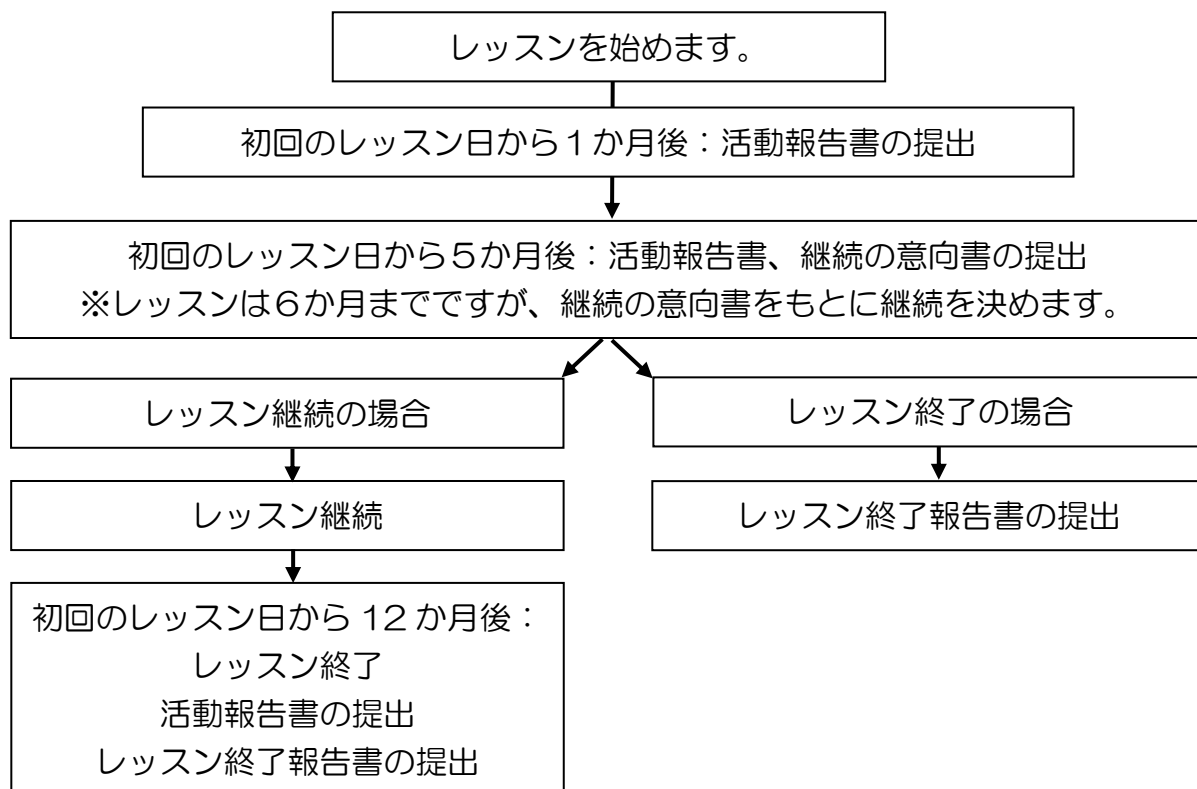 レッスンを始めます。
初回のレッスン日から１か月後：活動報告書の提出
初回のレッスン日から５か月後：活動報告書、継続の意向書の提出
※レッスンは６か月までですが、継続の意向書をもとに継続を決めます。
レッスン継続の場合
レッスン終了の場合
レッスン継続
レッスン終了報告書の提出
初回のレッスン日から 12 か月後：
レッスン終了
活動報告書の提出
レッスン終了報告書の提出